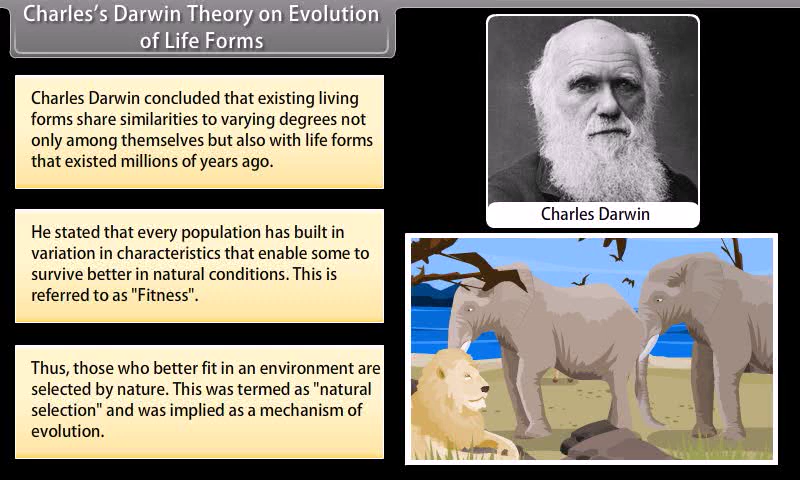 Charles's Darwin Theory on Evolution
of Life Forms
Charles Darwin concluded that existing living
forms share similarities to varying degrees not
only among themselves but also with life forms
that existed millions of years ago.
He stated that every population has built in
variation in characteristics that enable some to
survive better in natural conditions. This is
referred to as "Fitness".
Thus, those who better fit in an environment are
selected by nature. This was termed as "natural
selection" and was implied as a mechanism of
evolution.
Charles Darwin